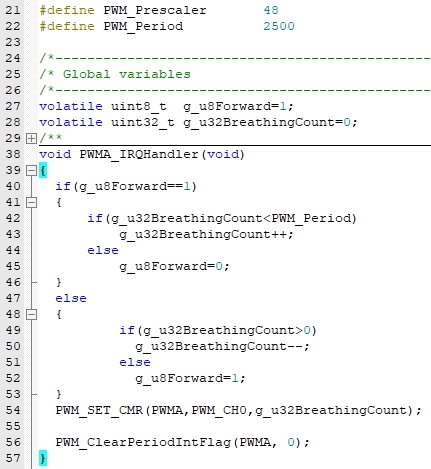 21 #define PWM_Prescaler 48
22 #define PWM_Period 2500
23
24 /*-----------------------------------------------
25 /* Global variables
26 /*-----------------------------------------------
27 volatile uint8_t g_u8Forward=1;
28 volatile uint32_t g_u32BreathingCount=0;
29 /**
38 void PWMA_IRQHandler(void)
39 {
40 if(g_u8Forward==1)
41 {
42 if(g_u32BreathingCount<PWM_Period)
43 g_u32BreathingCount++;
44 else
45 g_u8Forward=0;
46 }
47 else
48 {
49 if(g_u32BreathingCount>0)
50 g_u32BreathingCount--;
51 else
52 g_u8Forward=1;
53 }
54 PWM_SET_CMR(PWMA,PWM_CH0,g_u32BreathingCount);
55
56 PWM_ClearPeriodIntFlag(PWMA, 0);
57 }